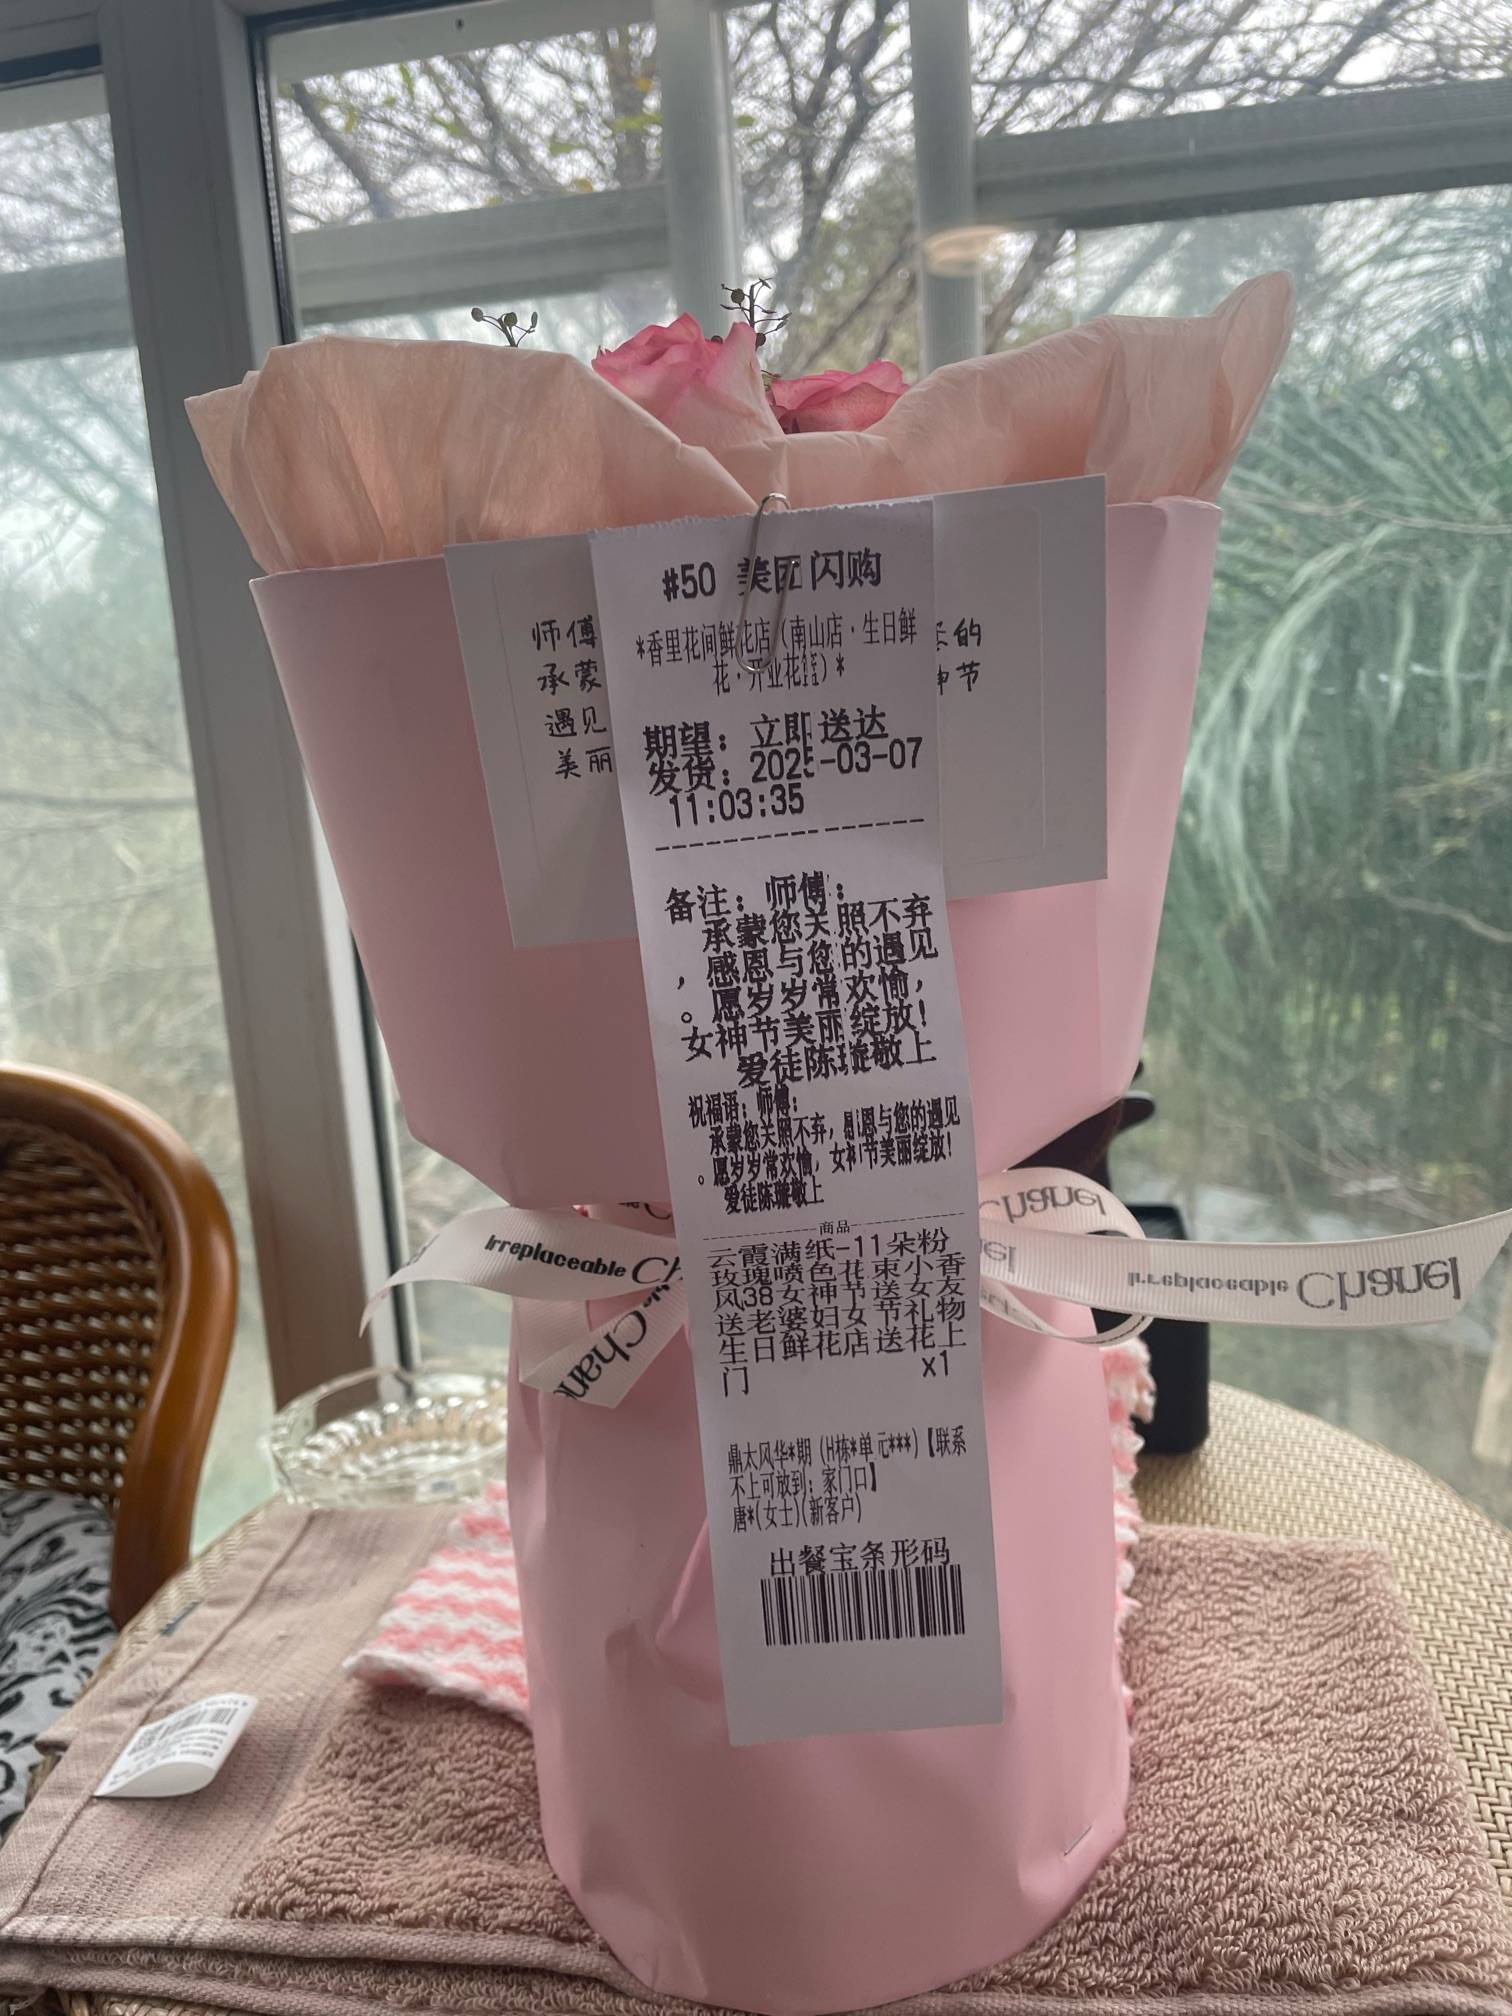 #50 美团闪购
*香里花间鲜花店(南山店·生日鲜
花·开业花篮)*
期望：立即送达
发货：2025-03-07
11:03:35
备注：师傅：
承蒙您关照不弃
，感恩与您的遇见
。愿岁岁常欢愉，
女神节美丽绽放！
爱徒陈璇敬上
祝福语：师傅：
承蒙您关照不弃，感恩与您的遇见
。愿岁岁常欢愉，女神节美丽绽放！
爱徒陈璇敬上
商品
云霞满纸-11朵粉
玫瑰喷色花束小香
风38女神节送女友
送老婆妇女节礼物
生日鲜花店送花上
门 x1
鼎太风华*期 (H栋*单元***)【联系
不上可放到：家门口】
唐*(女士)(新客户)
出餐宝条形码
师傅
承蒙
遇见
美丽
的
神节
Irreplaceable Ch
Chan
Chanel
Irreplaceable Chanel